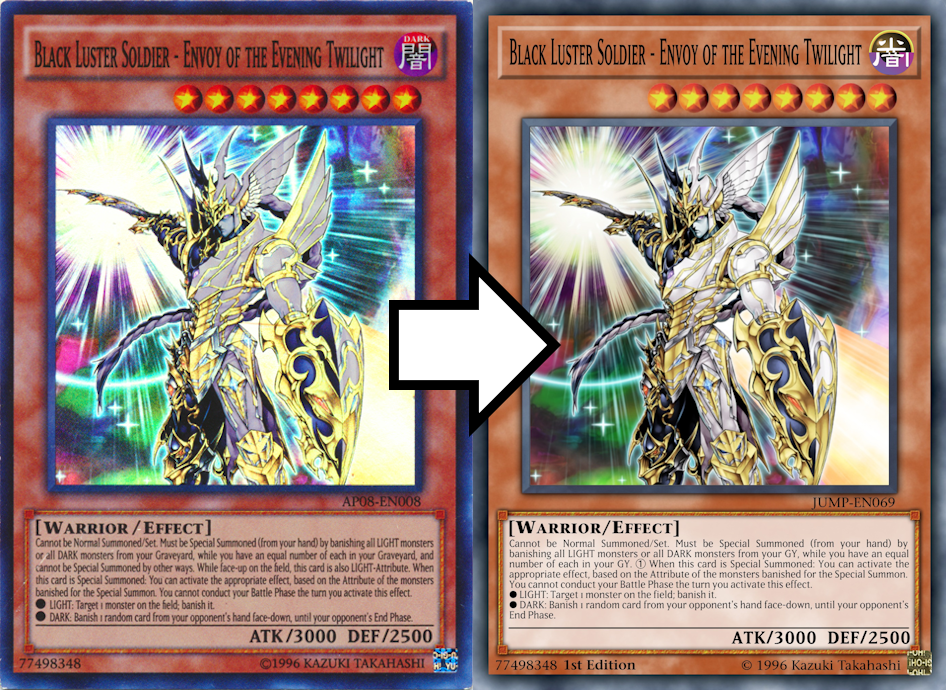 BLACK LUSTER SOLDIER - ENVOY OF THE EVENING TWILIGHT
DARK
闇
AP08-EN008
[WARRIOR/EFFECT]
Cannot be Normal Summoned/Set. Must be Special Summoned (from your hand) by banishing all LIGHT monsters
or all DARK monsters from your Graveyard, while you have an equal number of each in your Graveyard, and
cannot be Special Summoned by other ways. While face-up on the field, this card is also LIGHT-Attribute. When
this card is Special Summoned: You can activate the appropriate effect, based on the Attribute of the monsters
banished for the Special Summon. You cannot conduct your Battle Phase the turn you activate this effect.
● LIGHT: Target 1 monster on the field; banish it.
● DARK: Banish 1 random card from your opponent's hand face-down, until your opponent's End Phase.
ATK/3000 DEF/2500
77498348 ©1996 KAZUKI TAKAHASHI
BLACK LUSTER SOLDIER - ENVOY OF THE EVENING TWILIGHT
JUMP-EN069
[WARRIOR/EFFECT]
Cannot be Normal Summoned/Set. Must be Special Summoned (from your hand) by
banishing all LIGHT monsters or all DARK monsters from your GY, while you have an equal
number of each in your GY. ① When this card is Special Summoned: You can activate the
appropriate effect, based on the Attribute of the monsters banished for the Special Summon.
You cannot conduct your Battle Phase the turn you activate this effect.
● LIGHT: Target 1 monster on the field; banish it.
● DARK: Banish 1 random card from your opponent's hand face-down, until your opponent's
End Phase.
ATK/3000 DEF/2500
77498348 1st Edition © 1996 KAZUKI TAKAHASHI